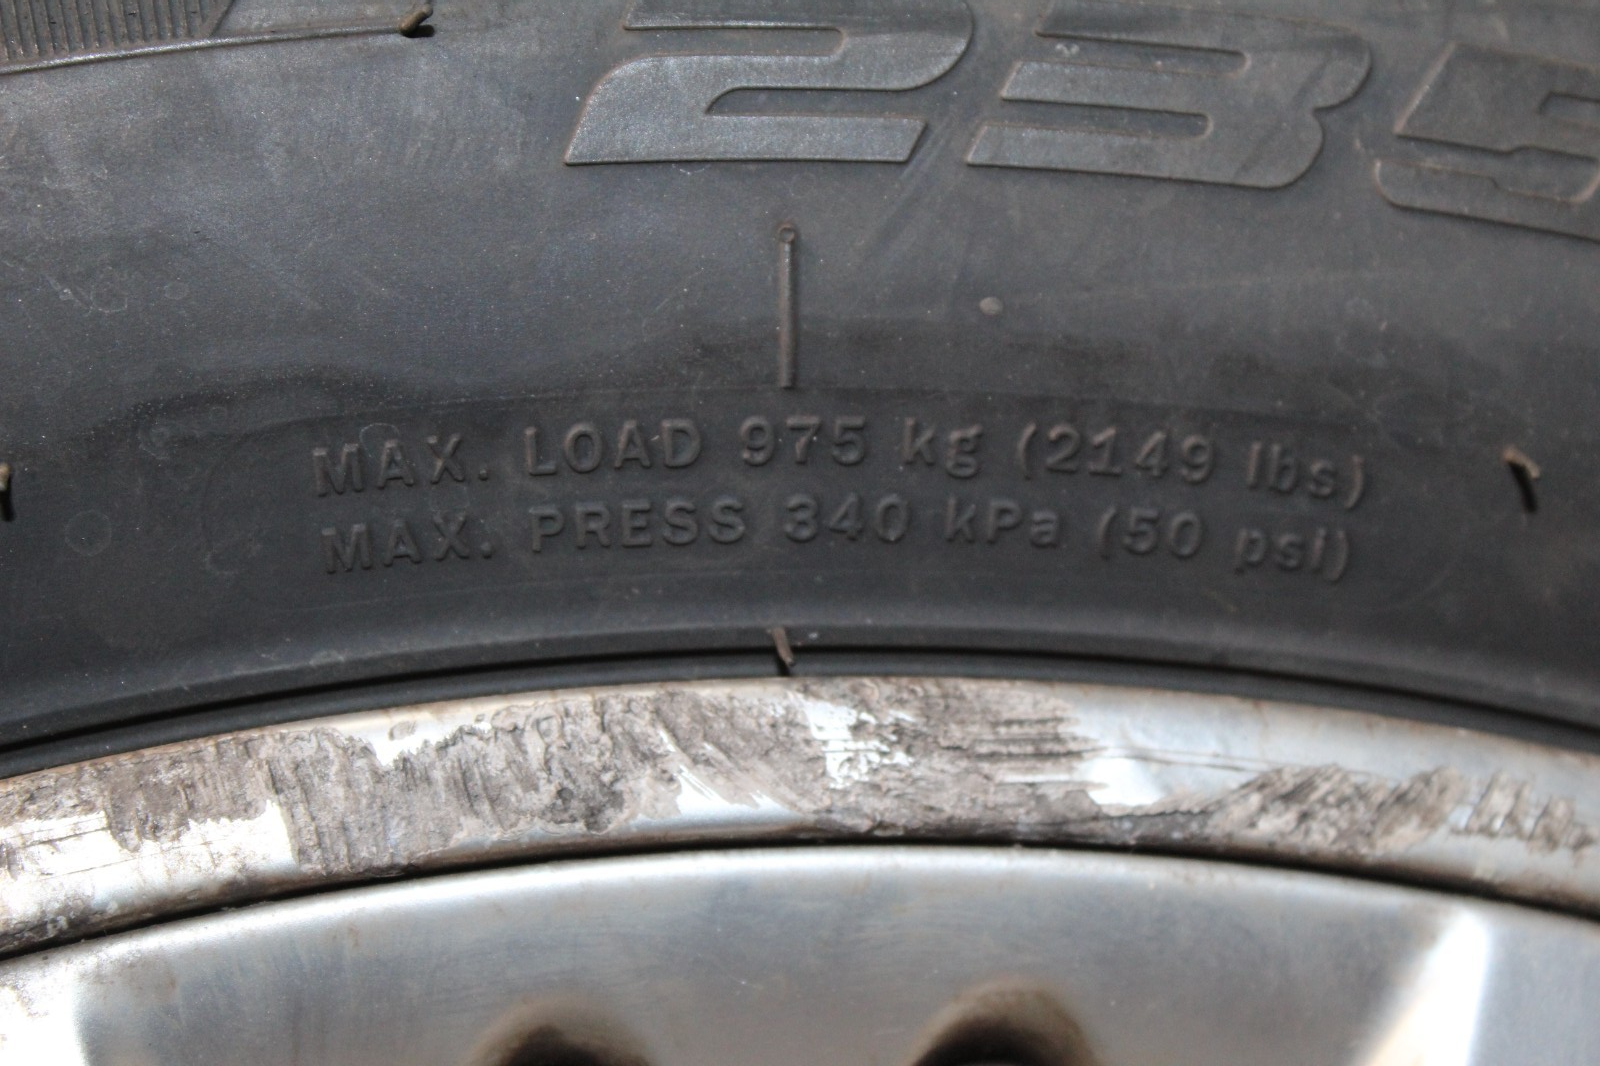 235
MAX. LOAD 975 kg (2149 lbs)
MAX. PRESS 340 kPa (50 psi)